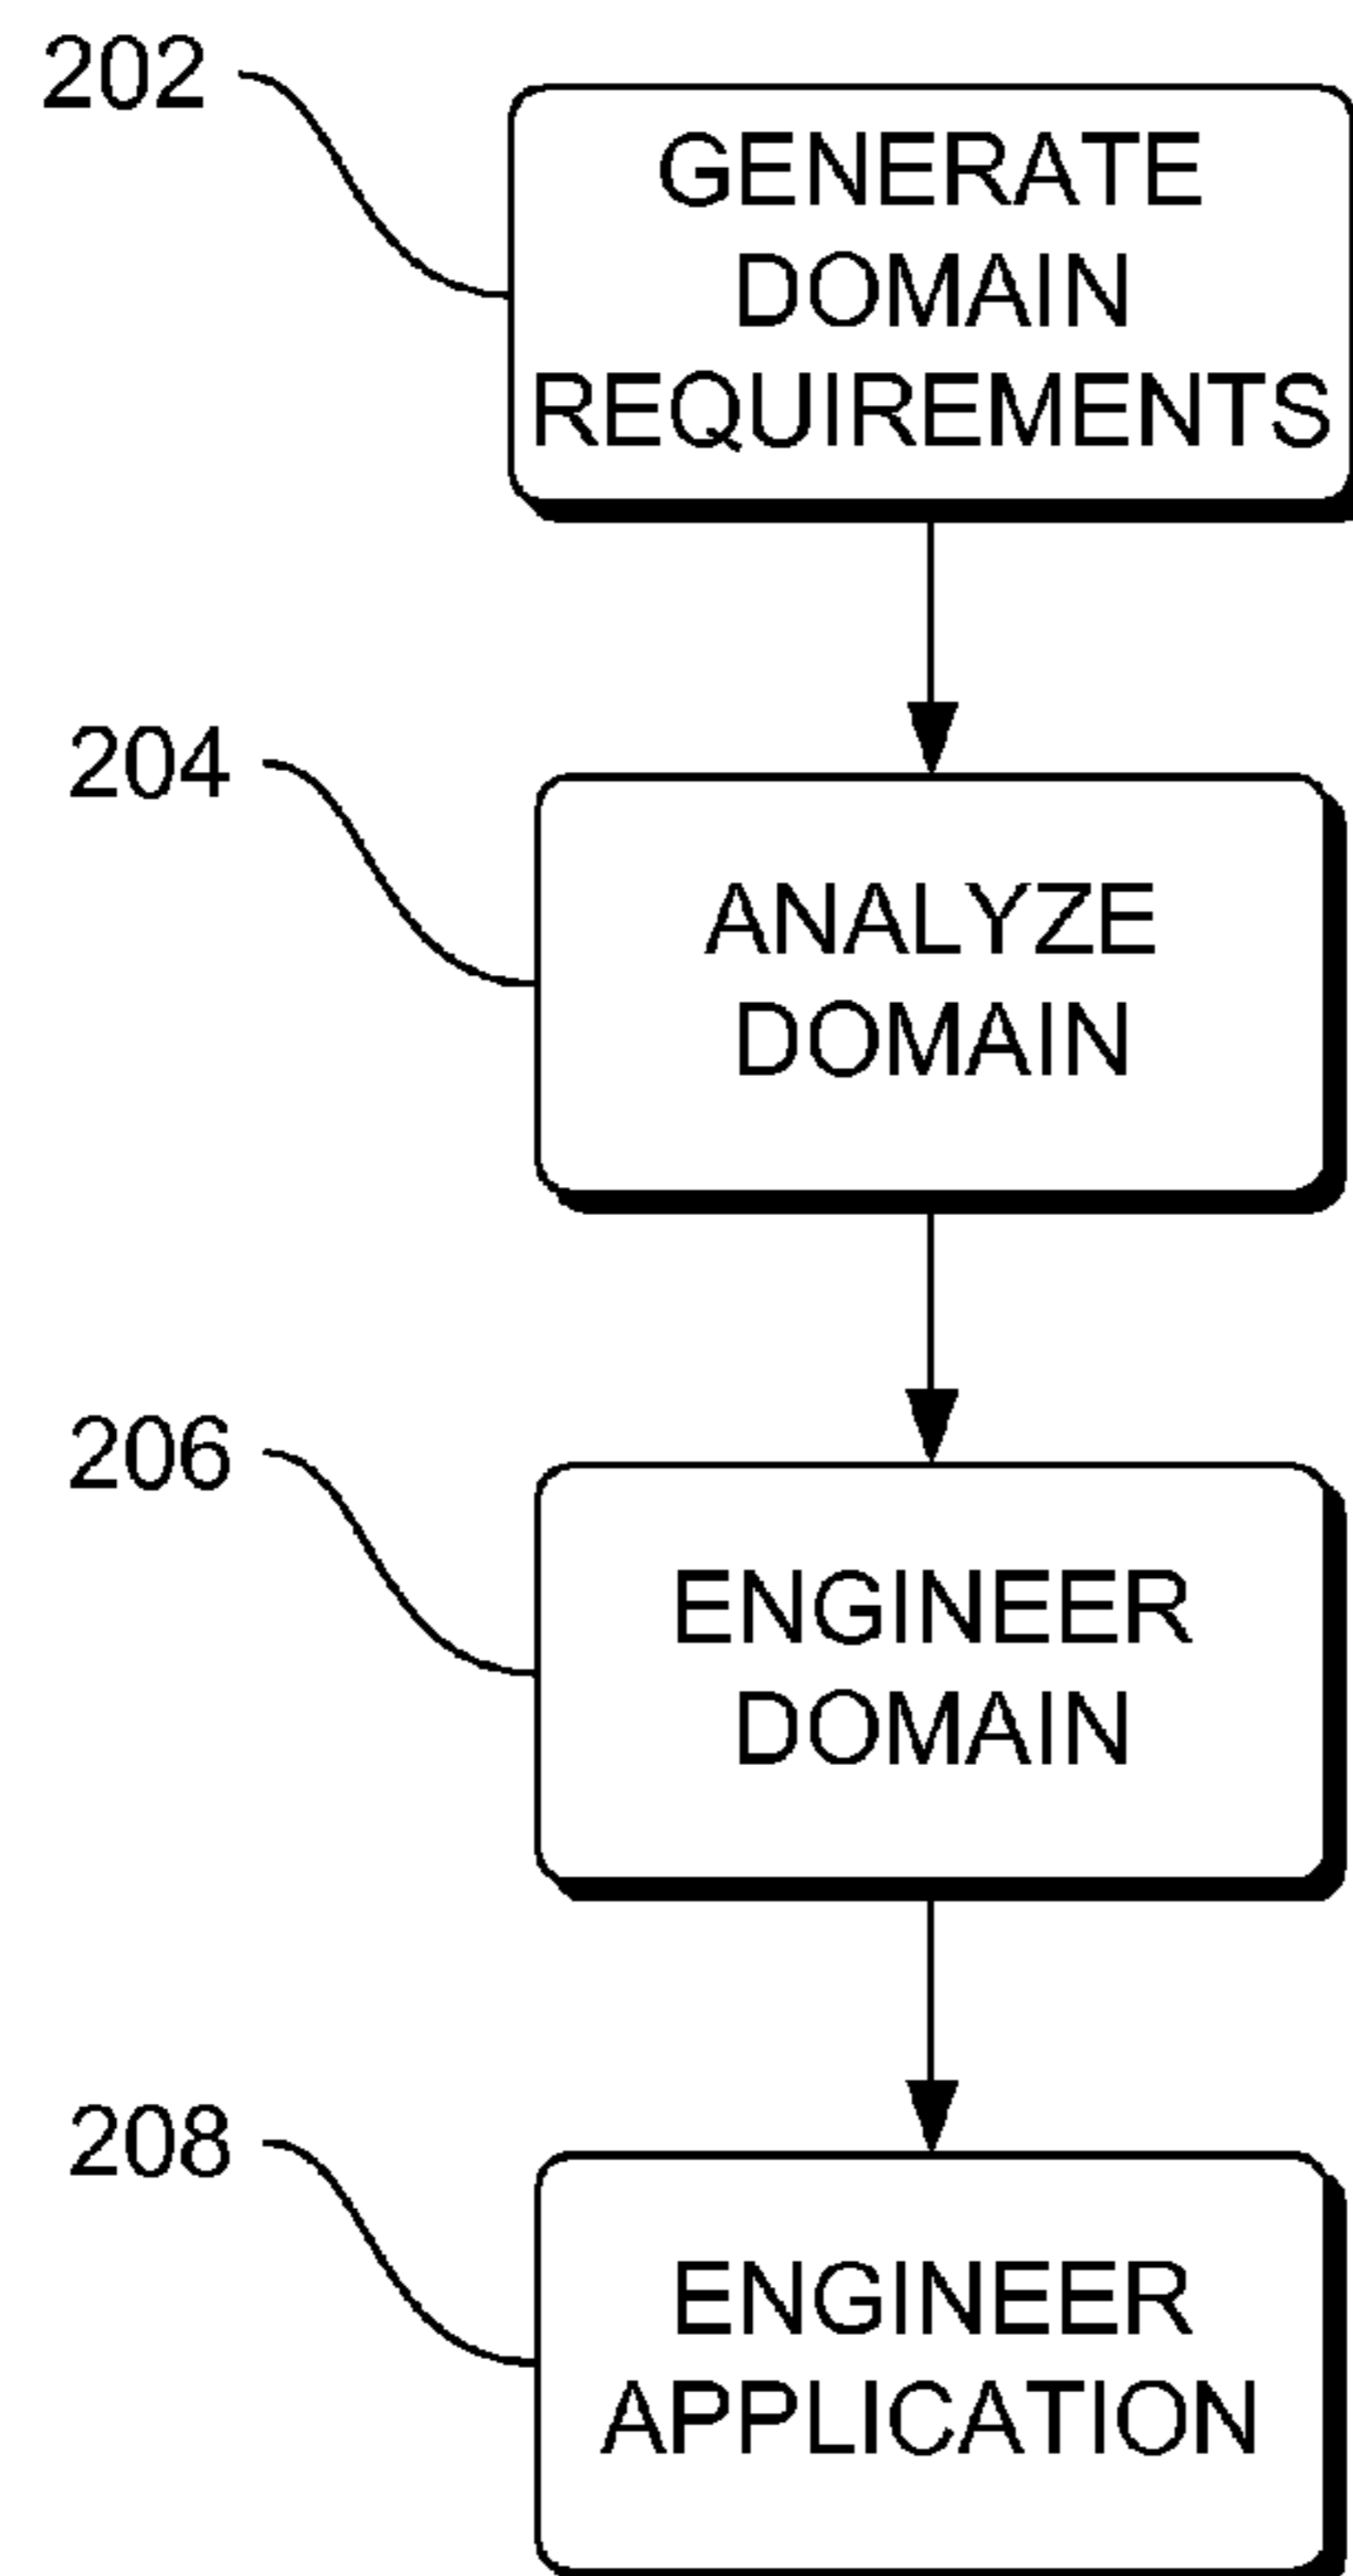 202
GENERATE
DOMAIN
REQUIREMENTS
204
ANALYZE
DOMAIN
206
ENGINEER
DOMAIN
208
ENGINEER
APPLICATION